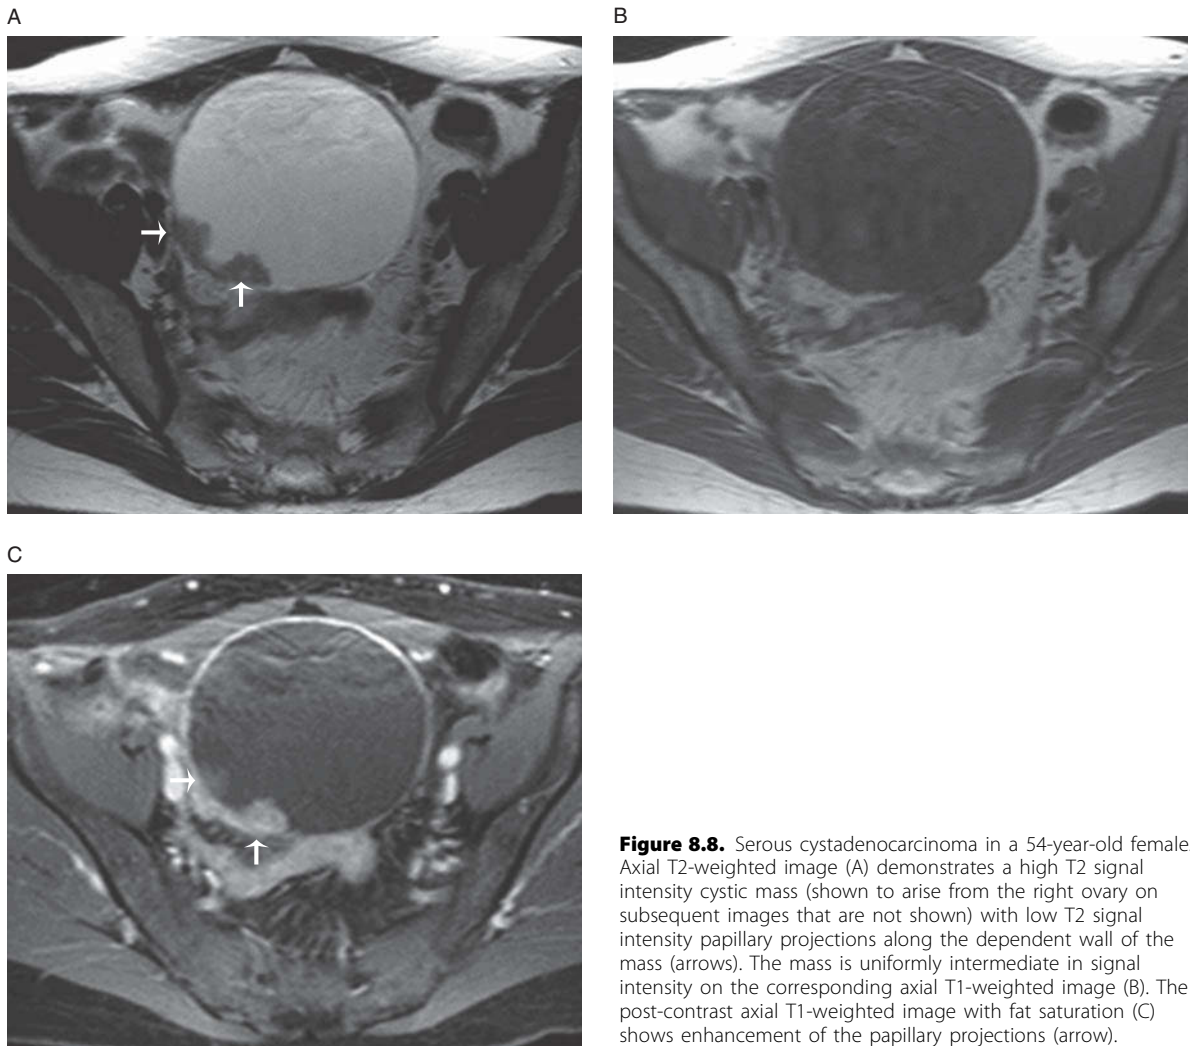 A
B
C
Figure 8.8. Serous cystadenocarcinoma in a 54-year-old female
Axial T2-weighted image (A) demonstrates a high T2 signal
intensity cystic mass (shown to arise from the right ovary on
subsequent images that are not shown) with low T2 signal
intensity papillary projections along the dependent wall of the
mass (arrows). The mass is uniformly intermediate in signal
intensity on the corresponding axial T1-weighted image (B). The
post-contrast axial T1-weighted image with fat saturation (C)
shows enhancement of the papillary projections (arrow).